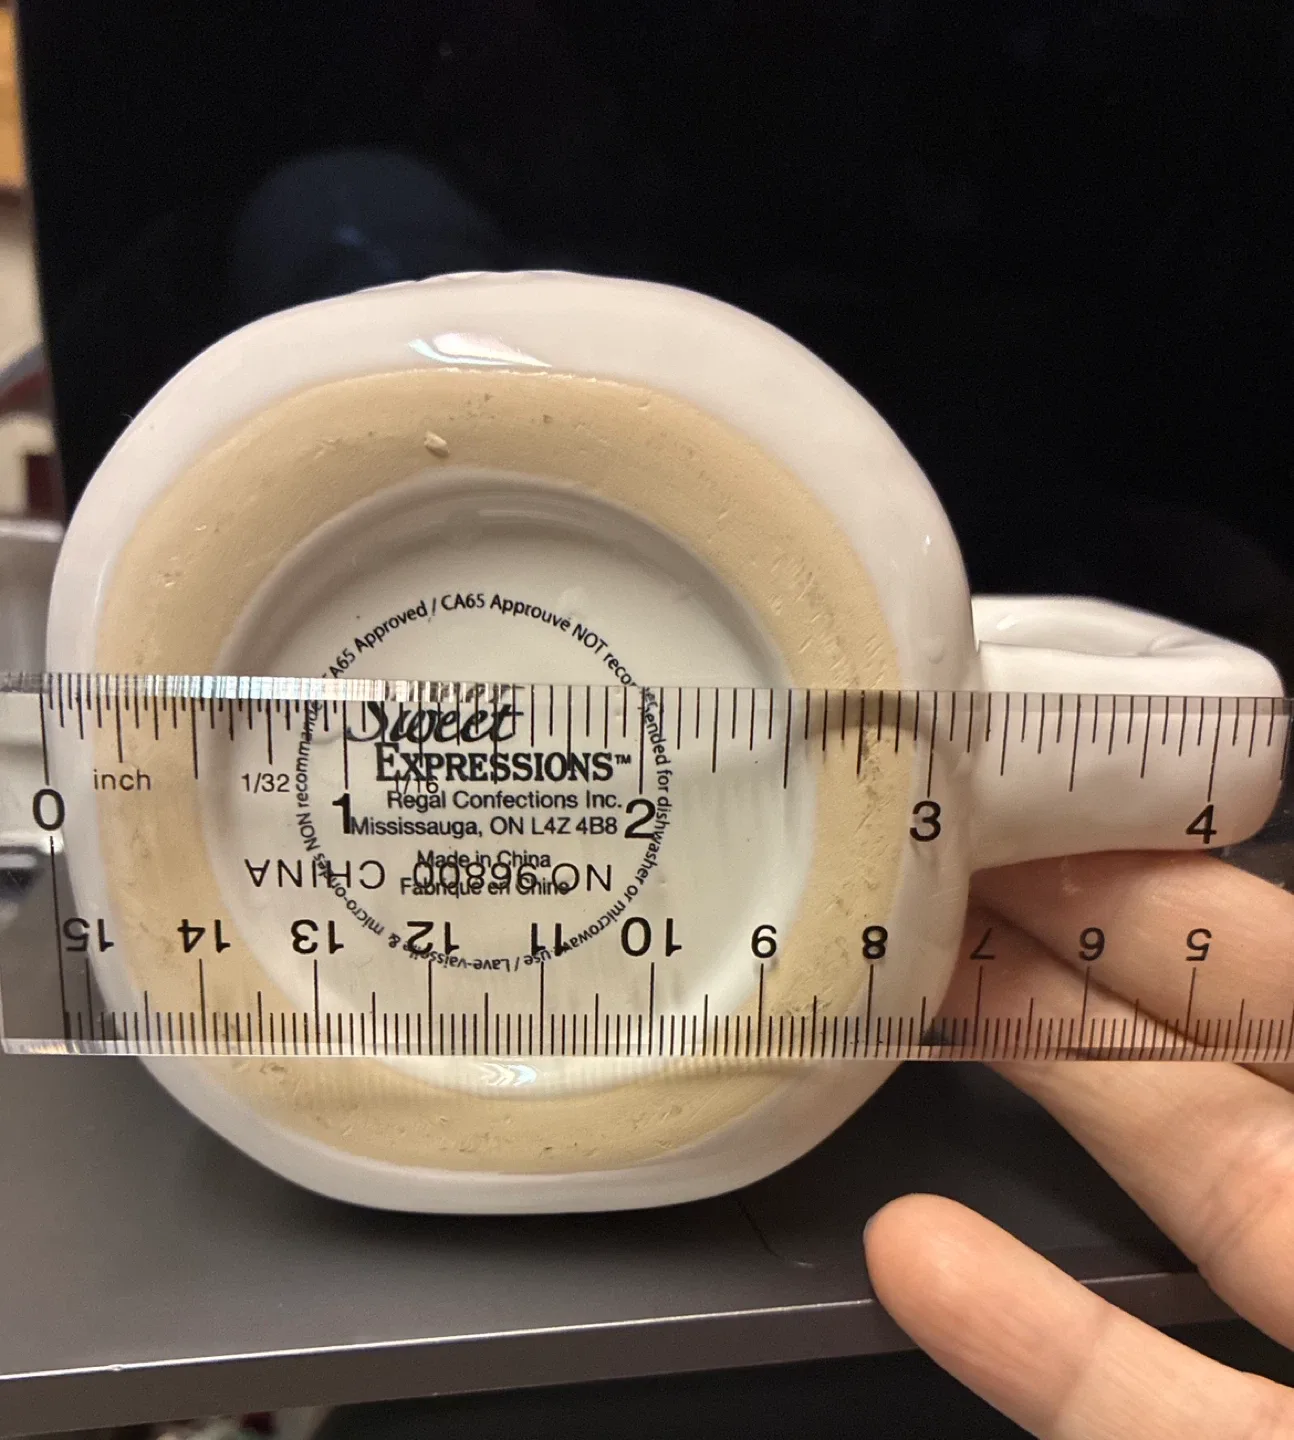 CA65 Approved / CA65 Approuvé NOT recommended for dishwasher or microwave use / Lave-vaisselle & micro-ondes NON recommandés
Sweet
EXPRESSIONS™
inch 1/32 1/16
Regal Confections Inc.
0 1 2 3 4
Mississauga, ON L4Z 4B8
Made in China
Fabriqué en Chine
NO.96800 CHINA
15 14 13 12 11 10 9 8 7 6 5